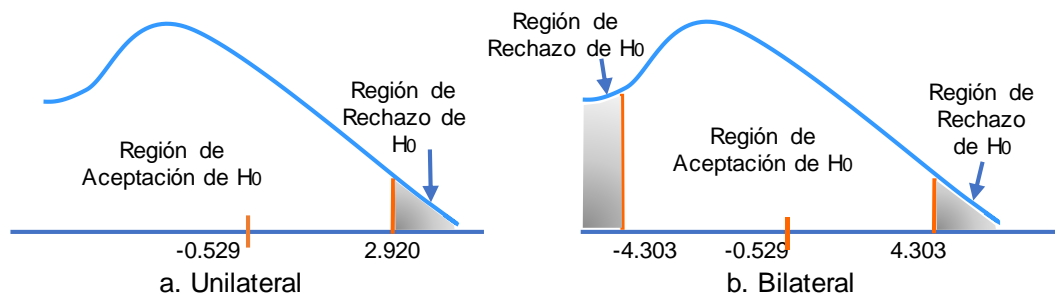 Región de
Rechazo de
H0
Región de
Aceptación de H0
-0.529
2.920
a. Unilateral
Región de
Rechazo de H0
Región de
Aceptación de H0
Región de
Rechazo
de H0
-4.303
-0.529
4.303
b. Bilateral